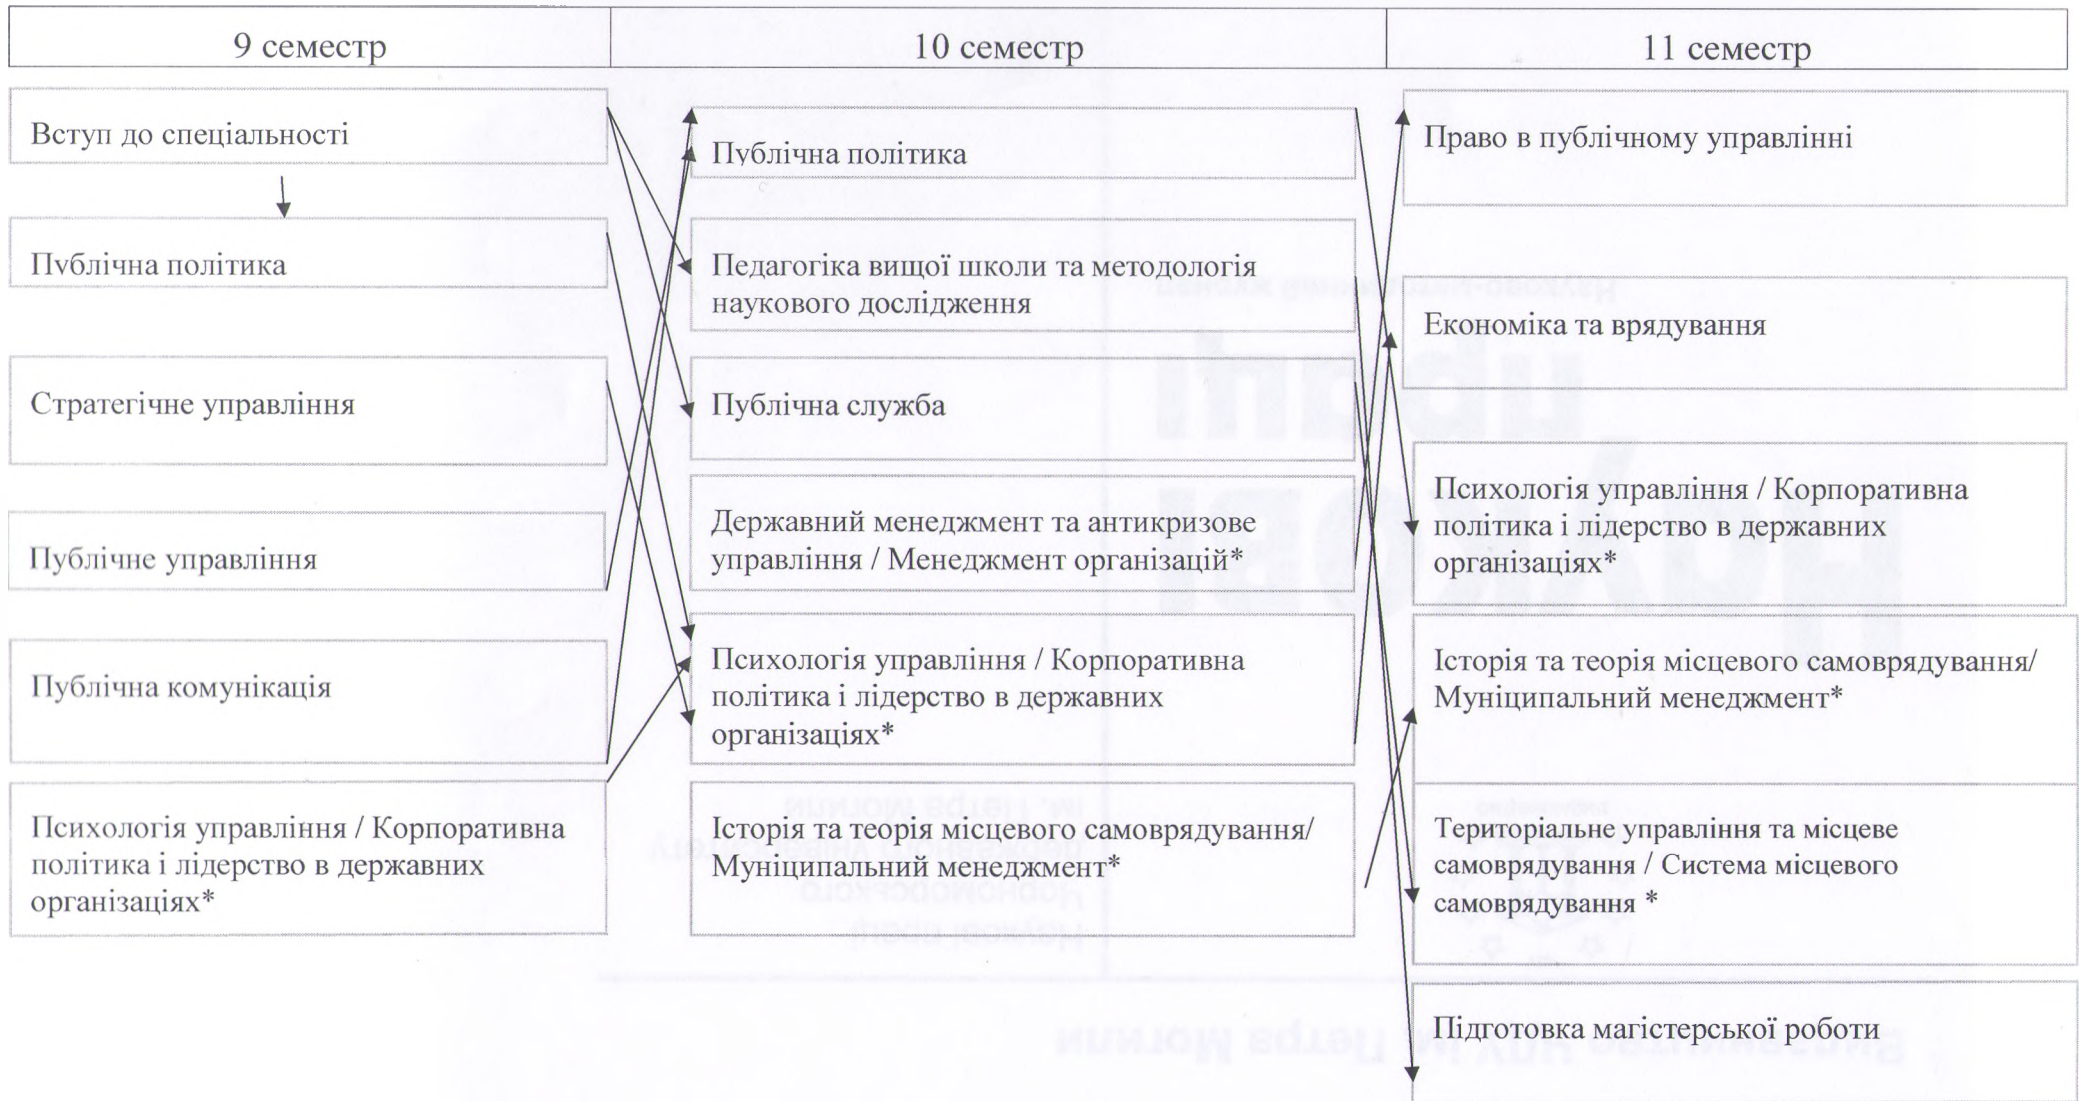 9 семестр
10 семестр
11 семестр
Вступ до спеціальності
Публічна політика
Стратегічне управління
Публічне управління
Публічна комунікація
Психологія управління / Корпоративна
політика і лідерство в державних
організаціях*
Публічна політика
Педагогіка вищої школи та методологія
наукового дослідження
Публічна служба
Державний менеджмент та антикризове
управління / Менеджмент організацій*
Психологія управління / Корпоративна
політика і лідерство в державних
організаціях*
Історія та теорія місцевого самоврядування/
Муніципальний менеджмент*
Право в публічному управлінні
Економіка та врядування
Психологія управління / Корпоративна
політика і лідерство в державних
організаціях*
Історія та теорія місцевого самоврядування/
Муніципальний менеджмент*
Територіальне управління та місцеве
самоврядування / Система місцевого
самоврядування *
Підготовка магістерської роботи